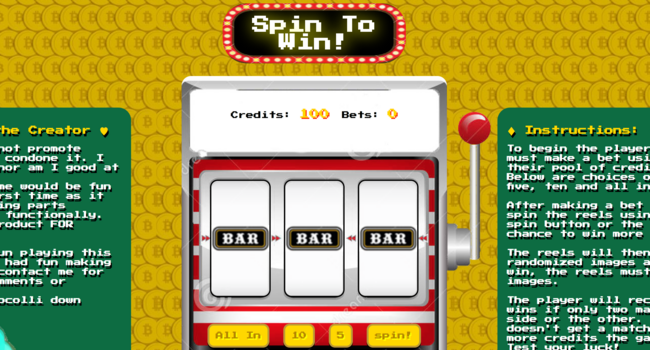 Spin To
Win!
Credits: 100 Bets: 0
the Creator ♥
not promote
condone it. I
nor am I good at
me would be fun
rst time as it
ing parts
functionally.
roduct FOR
un playing this
had fun making
contact me for
mments or
ocolli down
BAR BAR BAR
All In 10 5 spin!
♦ Instructions:
To begin the player
must make a bet usi
their pool of credi
Below are choices o
five, ten and all in
After making a bet
spin the reels using
spin button or the
chance to win more
The reels will then
randomized images a
win, the reels must
images.
The player will rec
wins if only two ma
side or the other.
doesn't get a match
more credits the ga
Test your luck!